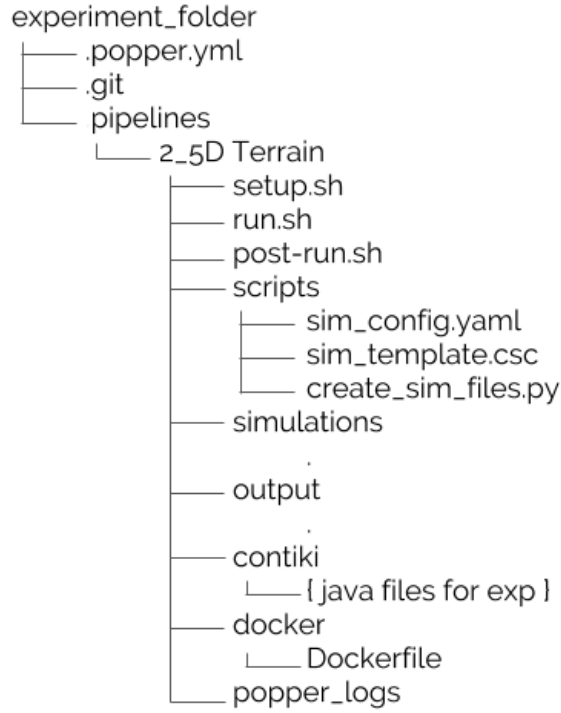 experiment_folder
.popper.yml
.git
pipelines
2_5D Terrain
setup.sh
run.sh
post-run.sh
scripts
sim_config.yaml
sim_template.csc
create_sim_files.py
simulations
.
output
.
contiki
{ java files for exp }
docker
Dockerfile
popper_logs